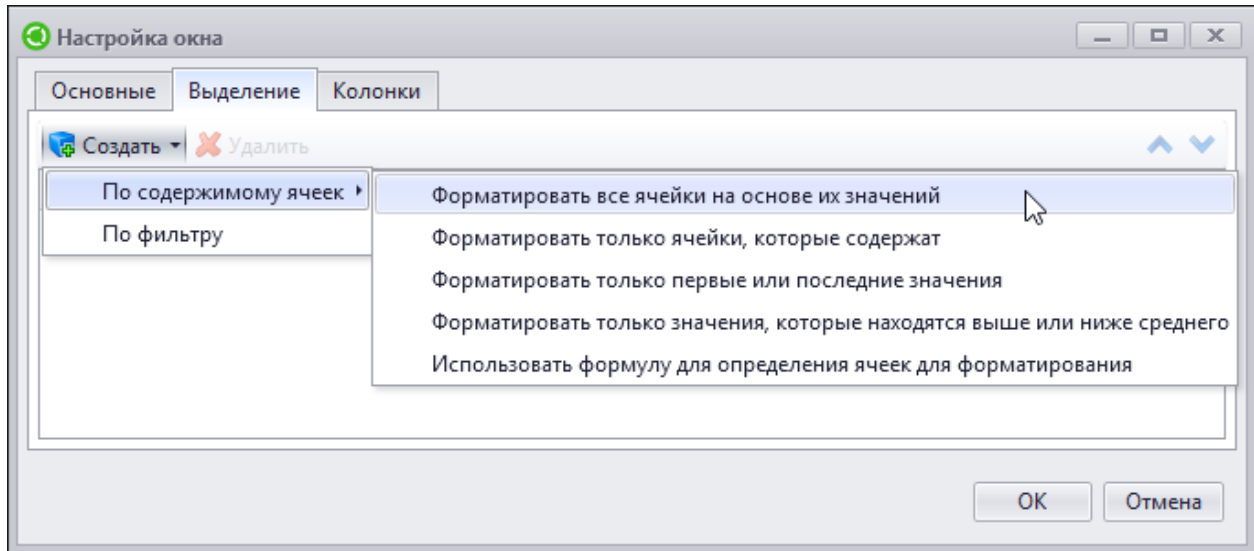 Настройка окна
Основные Выделение Колонки
Создать Удалить
По содержимому ячеек
По фильтру
Форматировать все ячейки на основе их значений
Форматировать только ячейки, которые содержат
Форматировать только первые или последние значения
Форматировать только значения, которые находятся выше или ниже среднего
Использовать формулу для определения ячеек для форматирования
ОК Отмена